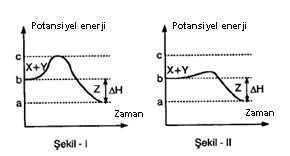 Potansiyel enerji
c
X+Y
b
Z ΔH
a
Zaman
Şekil - I
Potansiyel enerji
c
X+Y
b
Z ΔH
a
Zaman
Şekil - II